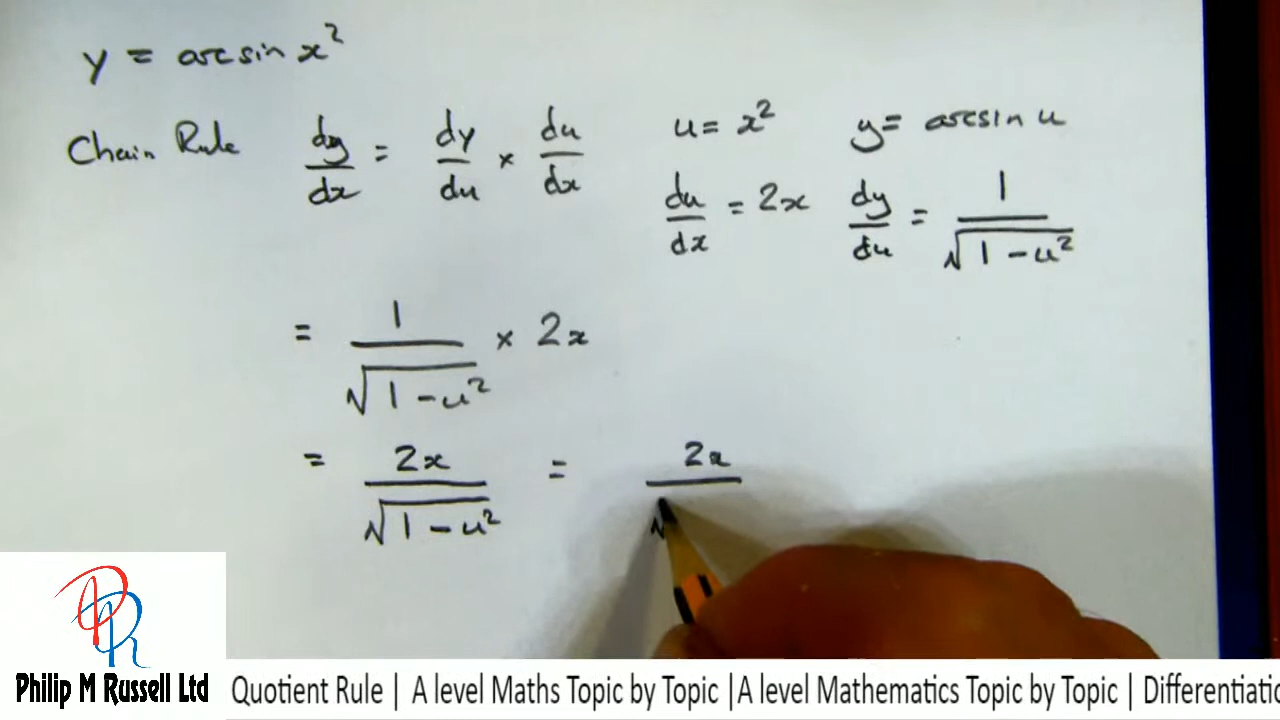 y = arcsin x²
Chain Rule dy/dx = dy/du × du/dx u = x² y = arcsin u
du/dx = 2x dy/du = 1/√(1 - u²)
= 1/√(1 - u²) × 2x
= 2x/√(1 - u²) = 2x/√
Philip M Russell Ltd
Quotient Rule | A level Maths Topic by Topic |A level Mathematics Topic by Topic | Differentiatic